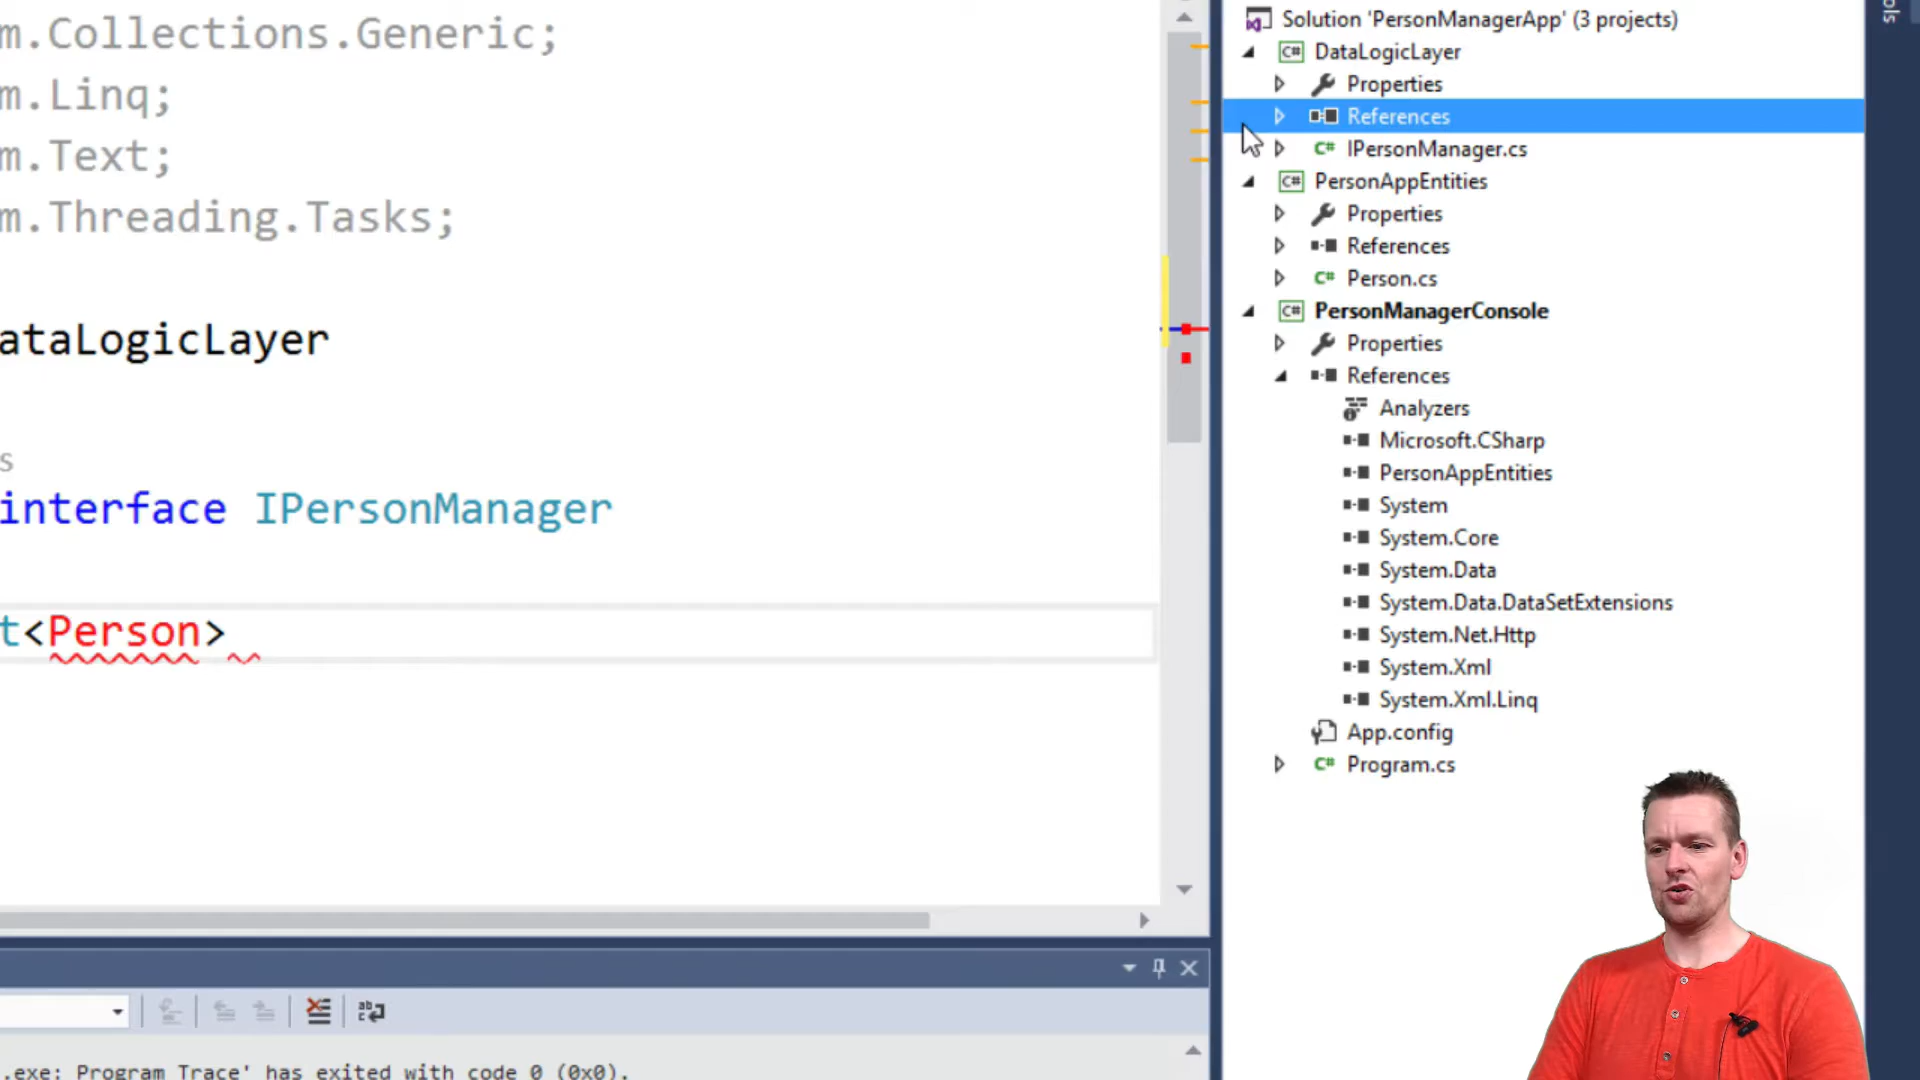 m.Collections.Generic;
m.Linq;
m.Text;
m.Threading.Tasks;
ataLogicLayer
s
interface IPersonManager
t<Person>
.exe: Program Trace' has exited with code 0 (0x0).
Solution 'PersonManagerApp' (3 projects)
DataLogicLayer
Properties
References
C# IPersonManager.cs
C# PersonAppEntities
Properties
References
C# Person.cs
C# PersonManagerConsole
Properties
References
Analyzers
Microsoft.CSharp
PersonAppEntities
System
System.Core
System.Data
System.Data.DataSetExtensions
System.Net.Http
System.Xml
System.Xml.Linq
App.config
C# Program.cs
ols